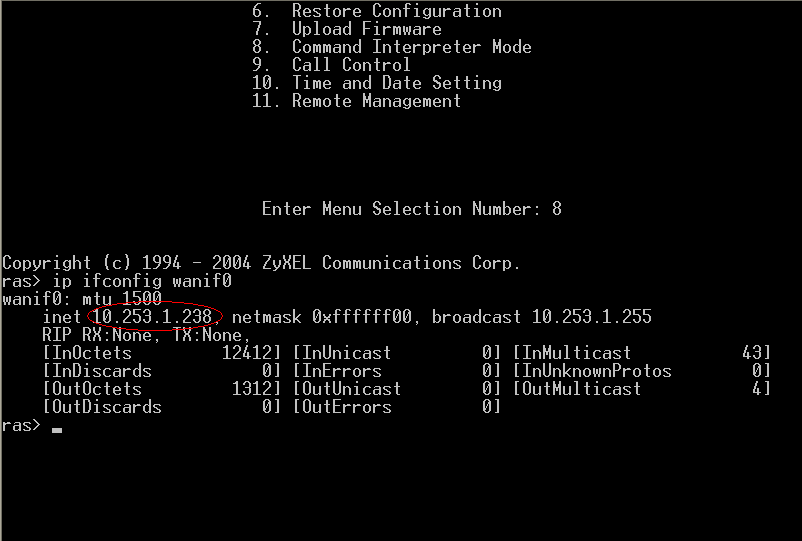 6. Restore Configuration
7. Upload Firmware
8. Command Interpreter Mode
9. Call Control
10. Time and Date Setting
11. Remote Management
Enter Menu Selection Number: 8
Copyright (c) 1994 - 2004 ZyXEL Communications Corp.
ras> ip ifconfig wanif0
wanif0: mtu 1500
inet 10.253.1.238, netmask 0xffffff00, broadcast 10.253.1.255
RIP RX:None, TX:None,
[InOctets 12412] [InUnicast 0] [InMulticast 43]
[InDiscards 0] [InErrors 0] [InUnknownProtos 0]
[OutOctets 1312] [OutUnicast 0] [OutMulticast 4]
[OutDiscards 0] [OutErrors 0]
ras> _